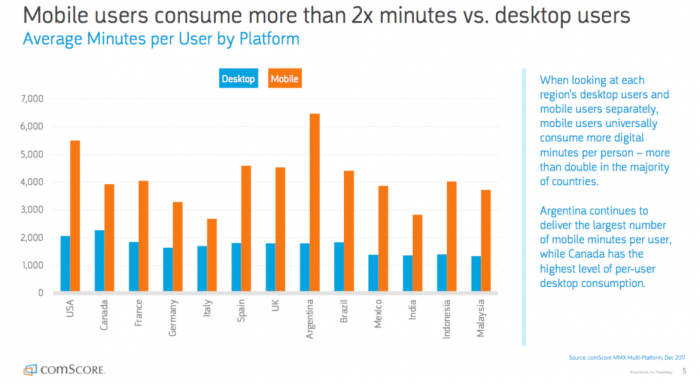 Mobile users consume more than 2x minutes vs. desktop users
Average Minutes per User by Platform
Desktop Mobile
7,000
6,000
5,000
4,000
3,000
2,000
1,000
0
USA
Canada
France
Germany
Italy
Spain
UK
Argentina
Brazil
Mexico
India
Indonesia
Malaysia
When looking at each
region's desktop users and
mobile users separately,
mobile users universally
consume more digital
minutes per person – more
than double in the majority
of countries.
Argentina continues to
deliver the largest number
of mobile minutes per user,
while Canada has the
highest level of per-user
desktop consumption.
Source: comScore MMX Multi-Platform, Dec 2017
comScore.
© comScore, Inc. Proprietary.
5